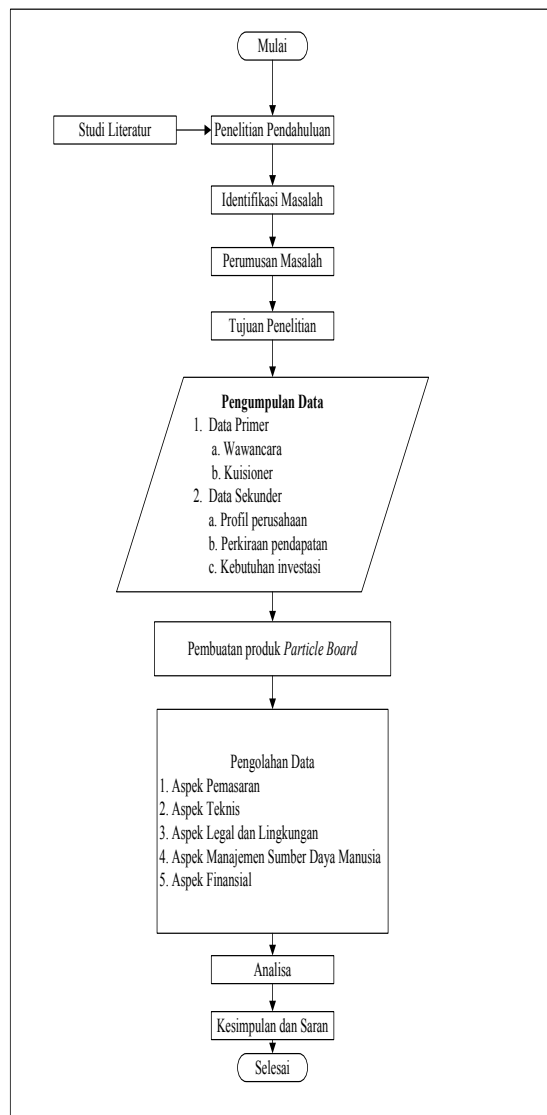 Mulai
Studi Literatur
Penelitian Pendahuluan
Identifikasi Masalah
Perumusan Masalah
Tujuan Penelitian
Pengumpulan Data
1. Data Primer
a. Wawancara
b. Kuisioner
2. Data Sekunder
a. Profil perusahaan
b. Perkiraan pendapatan
c. Kebutuhan investasi
Pembuatan produk Particle Board
Pengolahan Data
1. Aspek Pemasaran
2. Aspek Teknis
3. Aspek Legal dan Lingkungan
4. Aspek Manajemen Sumber Daya Manusia
5. Aspek Finansial
Analisa
Kesimpulan dan Saran
Selesai